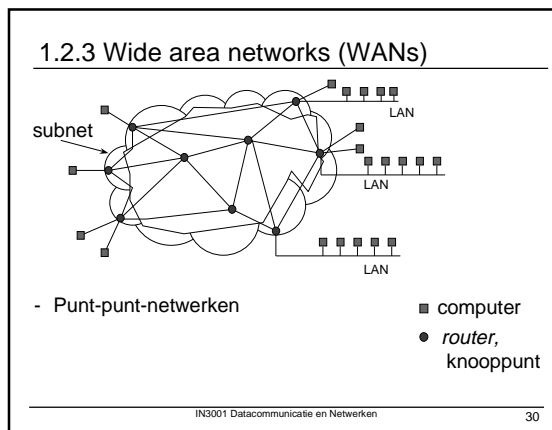 1.2.3 Wide area networks (WANs)
subnet
LAN
LAN
LAN
- Punt-punt-netwerken
computer
router,
knooppunt
IN3001 Datacommunicatie en Netwerken
30